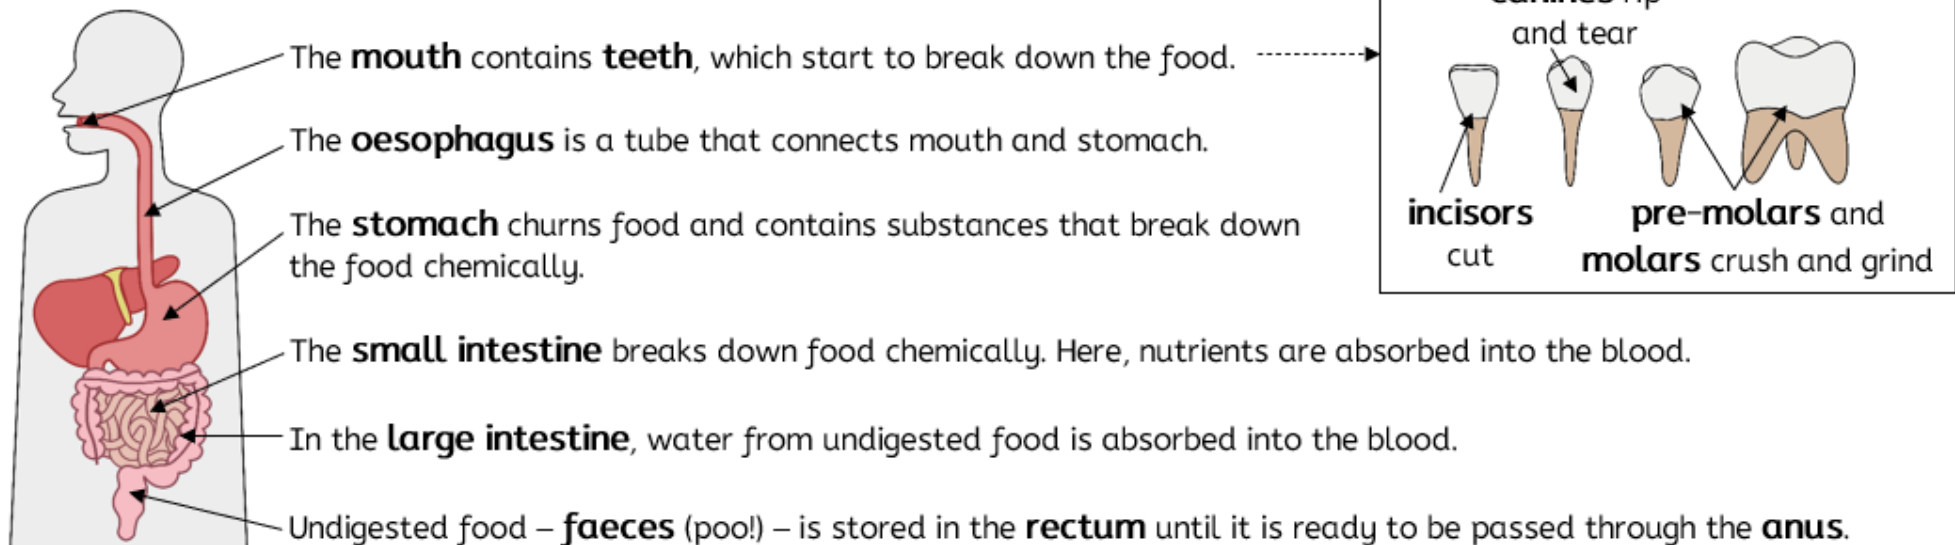 The mouth contains teeth, which start to break down the food.
The oesophagus is a tube that connects mouth and stomach.
The stomach churns food and contains substances that break down
the food chemically.
The small intestine breaks down food chemically. Here, nutrients are absorbed into the blood.
In the large intestine, water from undigested food is absorbed into the blood.
Undigested food – faeces (poo!) – is stored in the rectum until it is ready to be passed through the anus.
canines rip
and tear
incisors
cut
pre-molars and
molars crush and grind